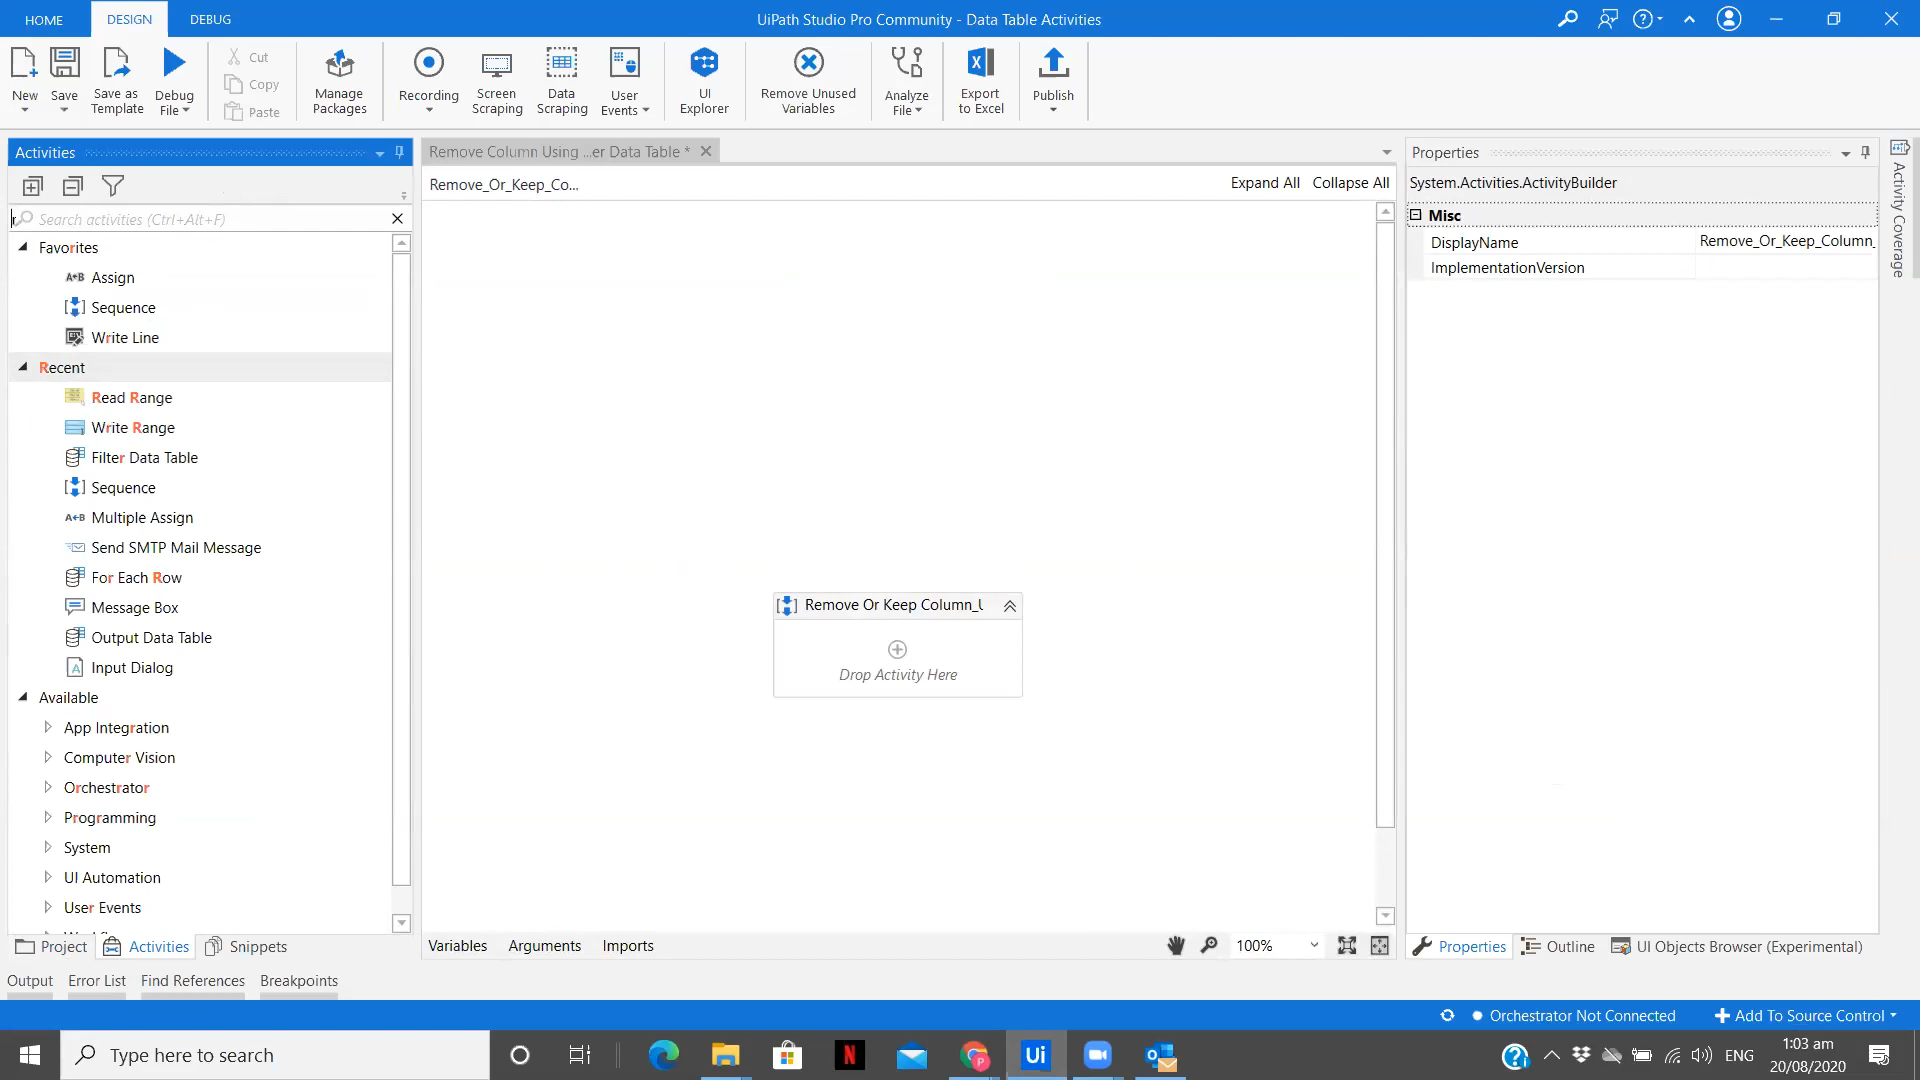 HOME
DESIGN
DEBUG
UiPath Studio Pro Community - Data Table Activities
New
Save
Save as Template
Debug File
Cut
Copy
Paste
Manage Packages
Recording
Screen Scraping
Data Scraping
User Events
UI Explorer
Remove Unused Variables
Analyze File
Export to Excel
Publish
Activities
Search activities (Ctrl+Alt+F)
Favorites
Assign
Sequence
Write Line
Recent
Read Range
Write Range
Filter Data Table
Sequence
Multiple Assign
Send SMTP Mail Message
For Each Row
Message Box
Output Data Table
Input Dialog
Available
App Integration
Computer Vision
Orchestrator
Programming
System
UI Automation
User Events
Project
Activities
Snippets
Remove Column Using ...er Data Table *
Remove_Or_Keep_Co...
Expand All
Collapse All
Remove Or Keep Column_
Drop Activity Here
Variables
Arguments
Imports
100%
Properties
System.Activities.ActivityBuilder
Misc
DisplayName
Remove_Or_Keep_Column_
ImplementationVersion
Activity Coverage
Properties
Outline
UI Objects Browser (Experimental)
Output
Error List
Find References
Breakpoints
Orchestrator Not Connected
Add To Source Control
Type here to search
Ui
ENG
1:03 am
20/08/2020